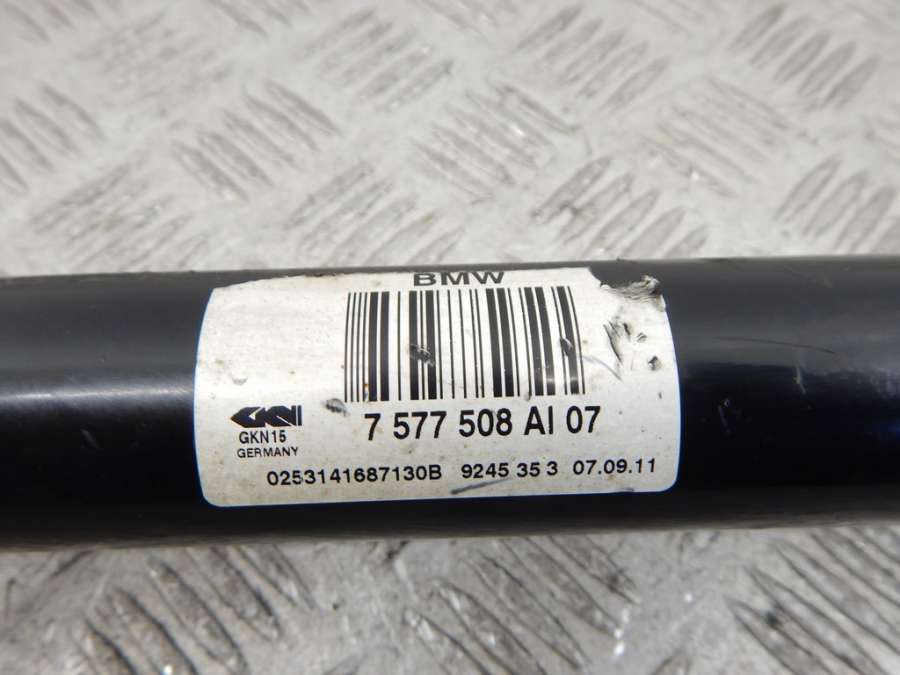 BMW
GKN
7 577 508 AI 07
GKN15
GERMANY
0253141687130B 9245 35 3 07.09.11